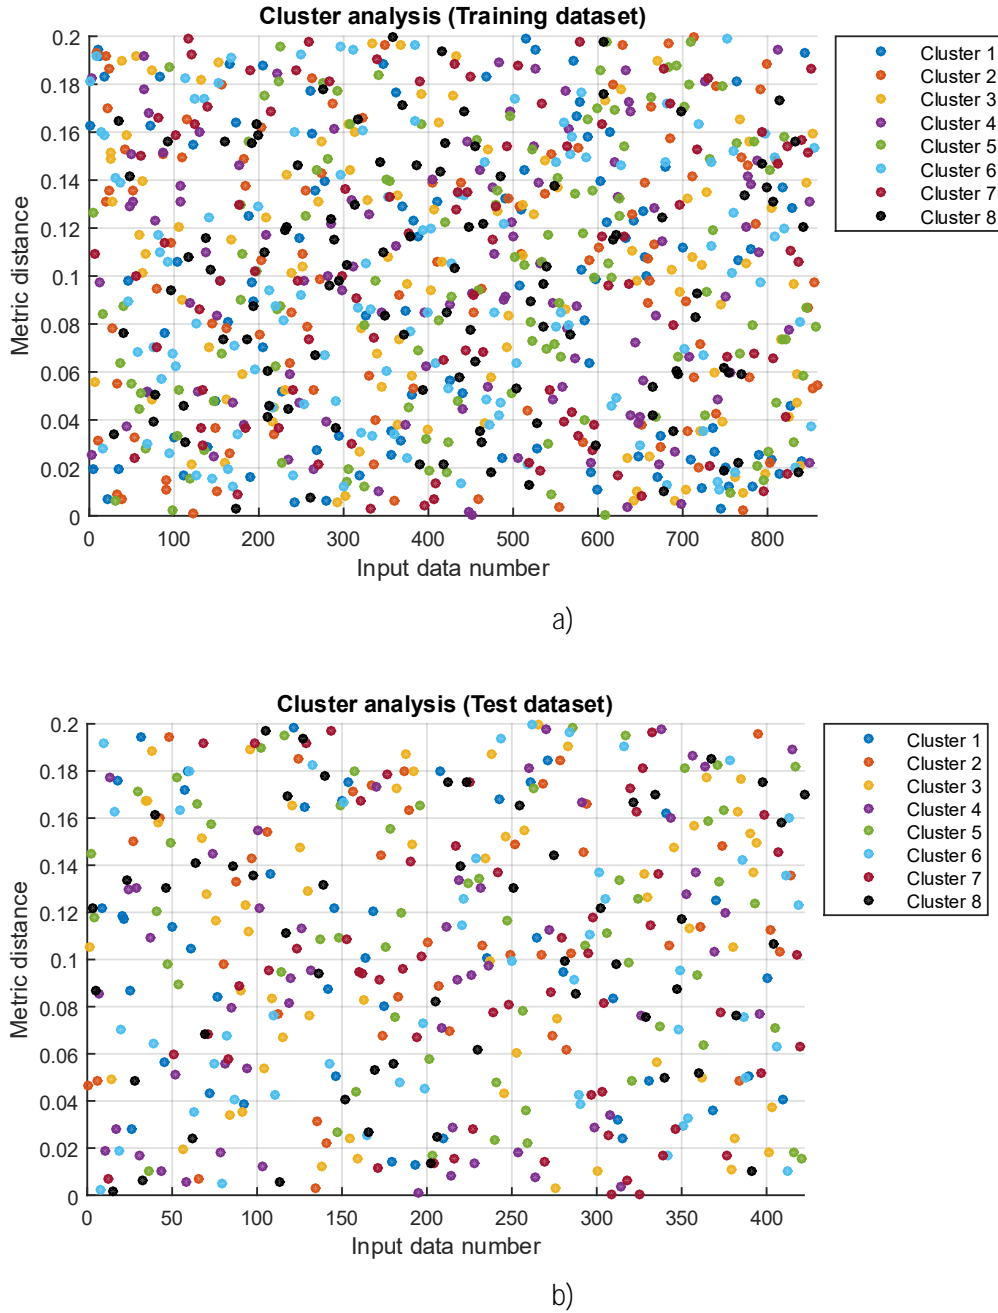 Cluster analysis (Training dataset)
0.2
0.18
0.16
0.14
0.12
0.1
0.08
0.06
0.04
0.02
0
Metric distance
0 100 200 300 400 500 600 700 800
Input data number
Cluster 1
Cluster 2
Cluster 3
Cluster 4
Cluster 5
Cluster 6
Cluster 7
Cluster 8
a)
Cluster analysis (Test dataset)
0.2
0.18
0.16
0.14
0.12
0.1
0.08
0.06
0.04
0.02
0
Metric distance
0 50 100 150 200 250 300 350 400
Input data number
Cluster 1
Cluster 2
Cluster 3
Cluster 4
Cluster 5
Cluster 6
Cluster 7
Cluster 8
b)